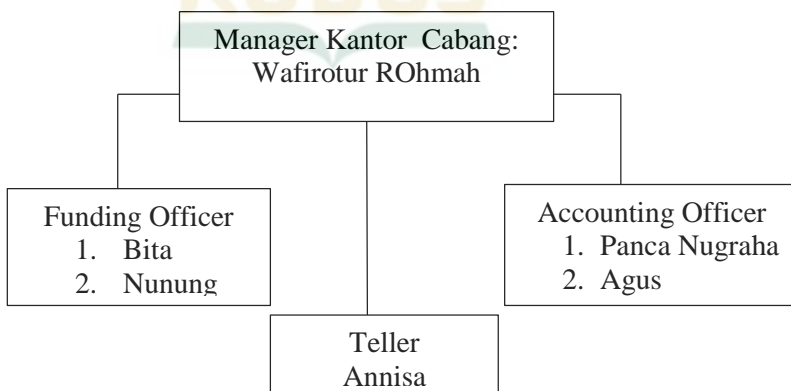 Manager Kantor Cabang:
Wafirotur ROhmah
Funding Officer
1. Bita
2. Nunung
Accounting Officer
1. Panca Nugraha
2. Agus
Teller
Annisa